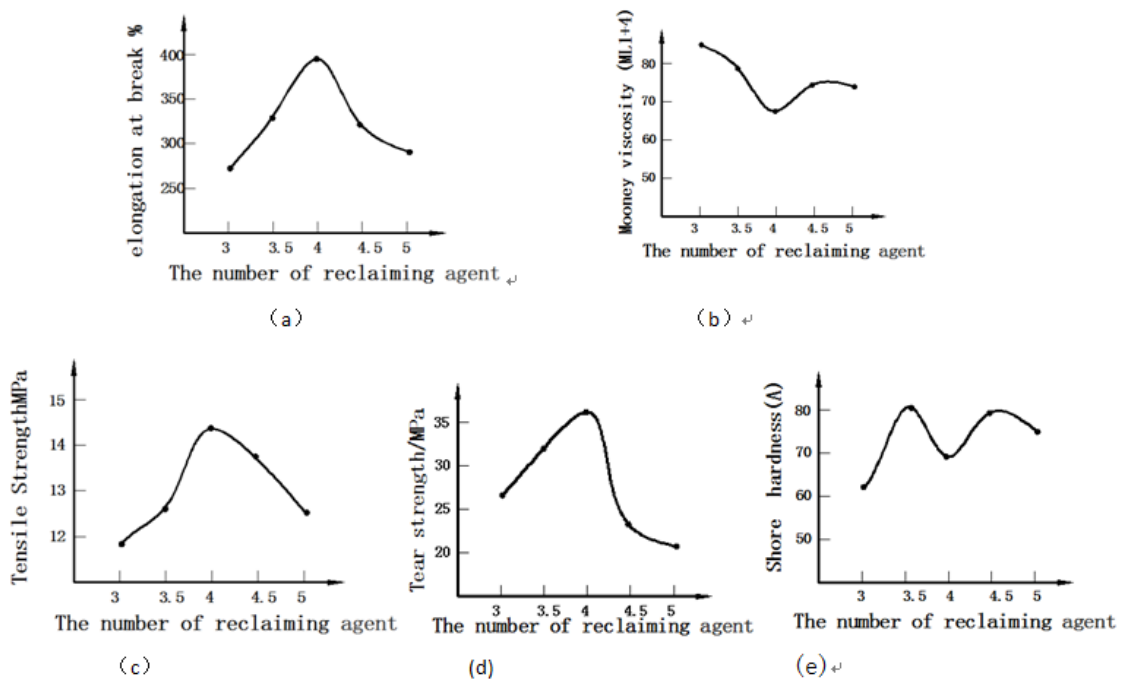 elongation at break %
400
350
300
250
3 3.5 4 4.5 5
The number of reclaiming agent
(a)
Mooney viscosity (ML1+4)
80
70
60
50
3 3.5 4 4.5 5
The number of reclaiming agent
(b)
Tensile StrengthMPa
15
14
13
12
3 3.5 4 4.5 5
The number of reclaiming agent
(c)
Tear strength/MPa
35
30
25
20
3 3.5 4 4.5 5
The number of reclaiming agent
(d)
Shore hardness(A)
80
70
60
50
3 3.5 4 4.5 5
The number of reclaiming agent
(e)